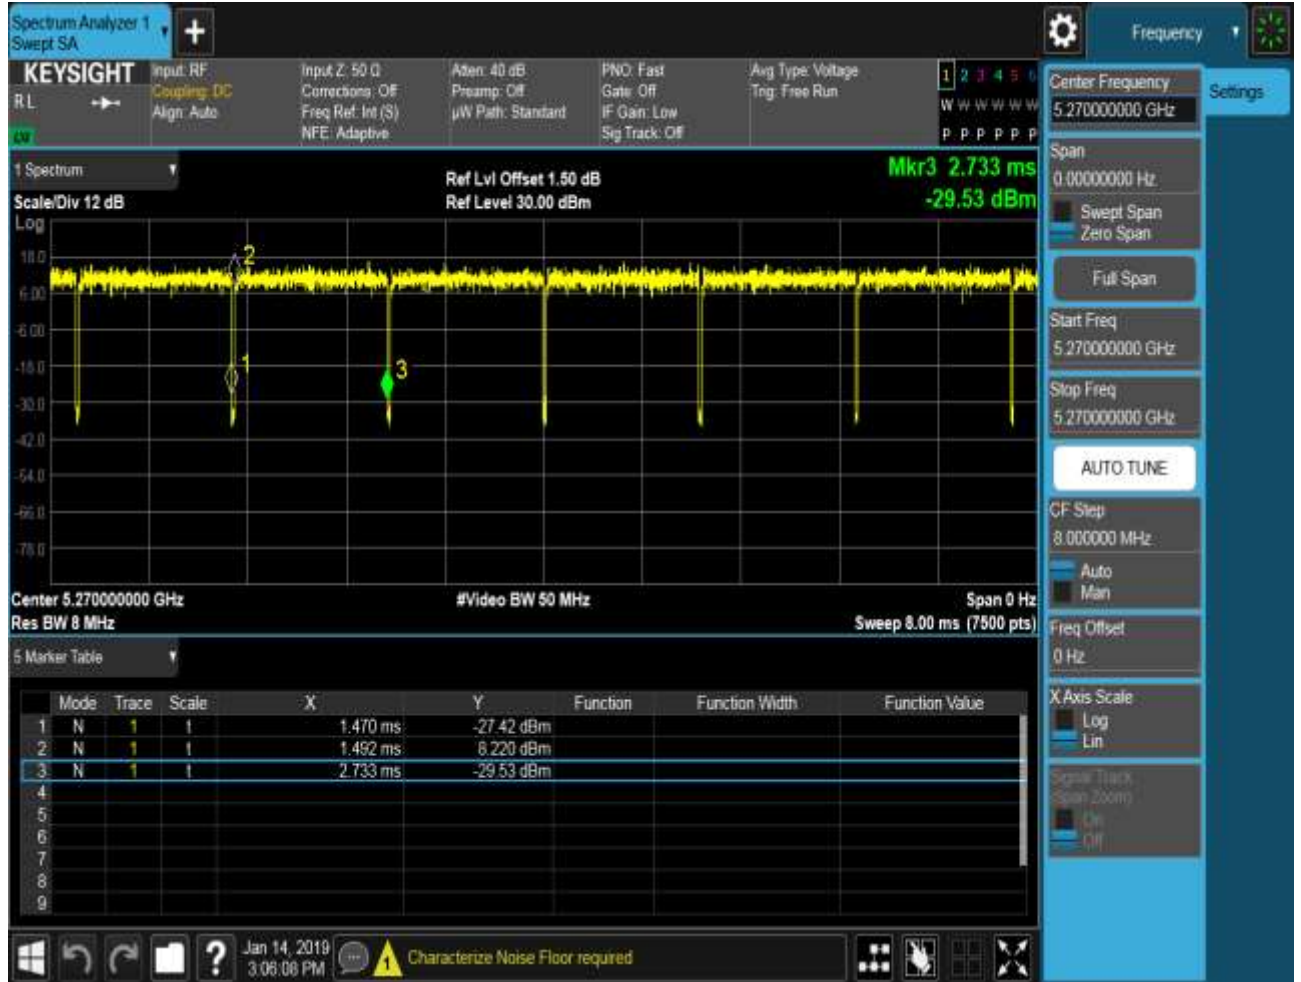 Spectrum Analyzer 1
Swept SA
+
Frequency
KEYSIGHT
RL
Input: RF
Coupling: DC
Align: Auto
Input Z: 50 Ω
Corrections: Off
Freq Ref: Int (S)
NFE: Adaptive
Atten: 40 dB
Preamp: Off
µW Path: Standard
PNO: Fast
Gate: Off
IF Gain: Low
Sig Track: Off
Avg Type: Voltage
Trig: Free Run
1 2 3 4 5 6
W W W W W W
P P P P P P
1 Spectrum
Scale/Div 12 dB
Ref Lvl Offset 1.50 dB
Ref Level 30.00 dBm
Mkr3 2.733 ms
-29.53 dBm
Log
18.0
6.00
-6.00
-18.0
-30.0
-42.0
-54.0
-66.0
-78.0
2
1
3
Center 5.270000000 GHz
#Video BW 50 MHz
Span 0 Hz
Res BW 8 MHz
Sweep 8.00 ms (7500 pts)
5 Marker Table
Mode Trace Scale X Y Function Function Width Function Value
1 N 1 t 1.470 ms -27.42 dBm
2 N 1 t 1.492 ms 8.220 dBm
3 N 1 t 2.733 ms -29.53 dBm
4
5
6
7
8
9
?
Jan 14, 2019
3:06:08 PM
1
Characterize Noise Floor required
Center Frequency
5.270000000 GHz
Settings
Span
0.00000000 Hz
Swept Span
Zero Span
Full Span
Start Freq
5.270000000 GHz
Stop Freq
5.270000000 GHz
AUTO TUNE
CF Step
8.000000 MHz
Auto
Man
Freq Offset
0 Hz
X Axis Scale
Log
Lin
Signal Track
(Span Zoom)
On
Off